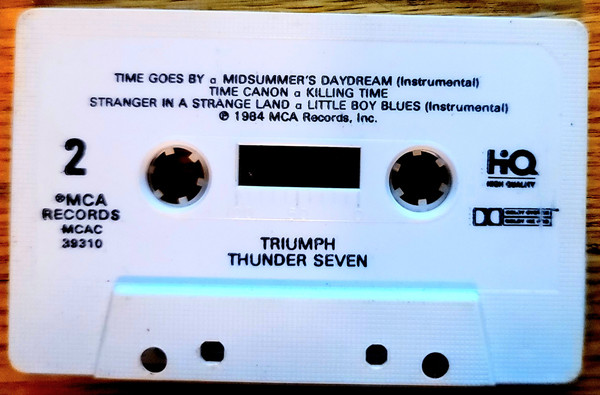 TIME GOES BY □ MIDSUMMER'S DAYDREAM (Instrumental)
TIME CANON □ KILLING TIME
STRANGER IN A STRANGE LAND □ LITTLE BOY BLUES (Instrumental)
℗ 1984 MCA Records, Inc.
2
HiQ
HIGH QUALITY
®MCA
RECORDS
MCAC
39310
TRIUMPH
THUNDER SEVEN